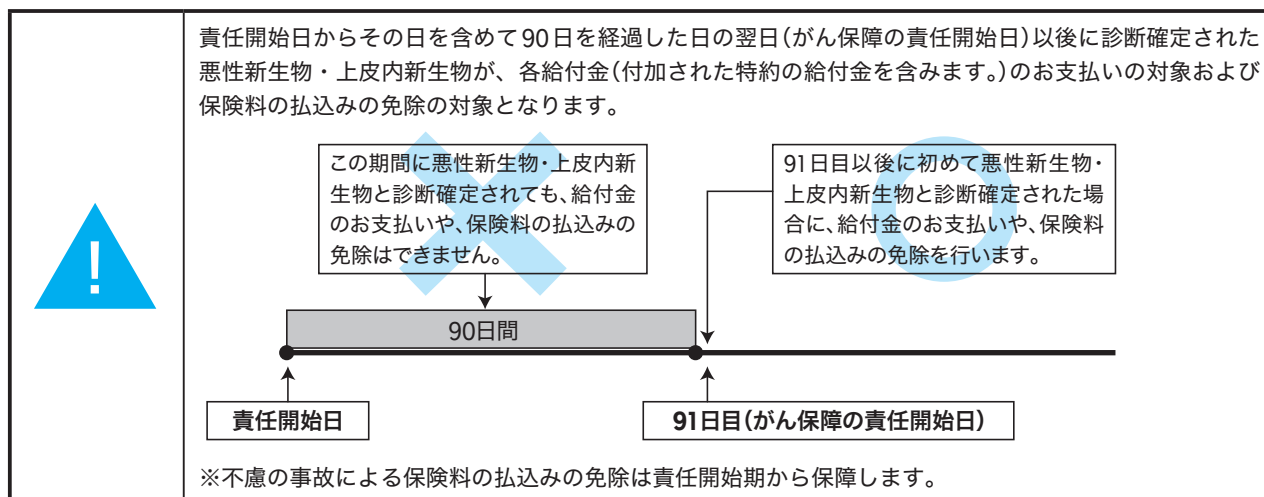 責任開始日からその日を含めて90日を経過した日の翌日(がん保障の責任開始日)以後に診断確定された
悪性新生物・上皮内新生物が、各給付金(付加された特約の給付金を含みます。)のお支払いの対象および
保険料の払込みの免除の対象となります。
この期間に悪性新生物・上皮内新
生物と診断確定されても、給付金
のお支払いや、保険料の払込みの
免除はできません。
91日目以後に初めて悪性新生物・
上皮内新生物と診断確定された場
合に、給付金のお支払いや、保険料
の払込みの免除を行います。
!
90日間
責任開始日
91日目(がん保障の責任開始日)
※不慮の事故による保険料の払込みの免除は責任開始期から保障します。